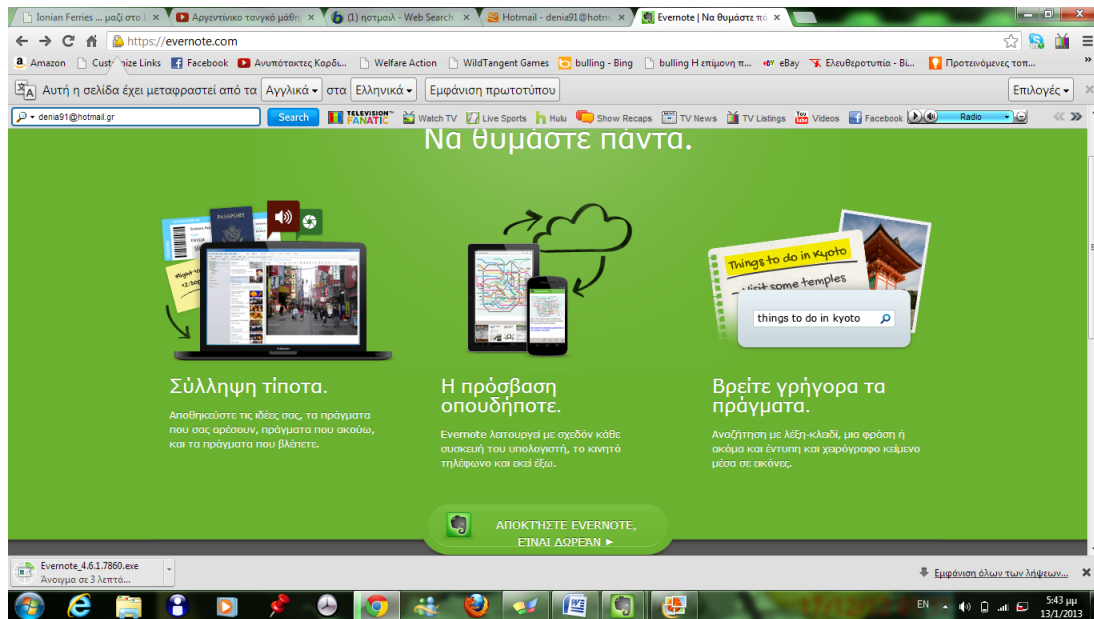 Ionian Ferries ... μαζί στο
Αργεντίνικο τανγκό μάθη
(1) ηοτμαιλ - Web Search
Hotmail - denia91@hotm
Evernote | Να θυμάστε πά
https://evernote.com
Amazon
Customize Links
Facebook
Ανυπότακτες Καρδι...
Welfare Action
WildTangent Games
bulling - Bing
bulling Η επίμονη π...
eBay
Ελευθεροτυπία - Βί...
Προτεινόμενες τοπ...
Αυτή η σελίδα έχει μεταφραστεί από τα Αγγλικά στα Ελληνικά Εμφάνιση πρωτοτύπου Επιλογές
denia91@hotmail.gr Search TELEVISION FANATIC Watch TV Live Sports Hulu Show Recaps TV News TV Listings Videos Facebook Radio
Να θυμάστε πάντα.
PASSPORT
Things to do in Kyoto
- Visit some temples
things to do in kyoto
Σύλληψη τίποτα.
Αποθηκεύστε τις ιδέες σας, τα πράγματα
που σας αρέσουν, πράγματα που ακούω,
και τα πράγματα που βλέπετε.
Η πρόσβαση
οπουδήποτε.
Evernote λειτουργεί με σχεδόν κάθε
συσκευή του υπολογιστή, το κινητό
τηλέφωνο και εκεί έξω.
Βρείτε γρήγορα τα
πράγματα.
Αναζήτηση με λέξη-κλειδί, μια φράση ή
ακόμα και έντυπη και χειρόγραφο κείμενο
μέσα σε εικόνες.
ΑΠΟΚΤΉΣΤΕ EVERNOTE,
ΕΊΝΑΙ ΔΩΡΕΆΝ ►
Evernote_4.6.1.7860.exe
Άνοιγμα σε 3 λεπτά...
Εμφάνιση όλων των λήψεων...
EN
5:43 μμ
13/1/2013